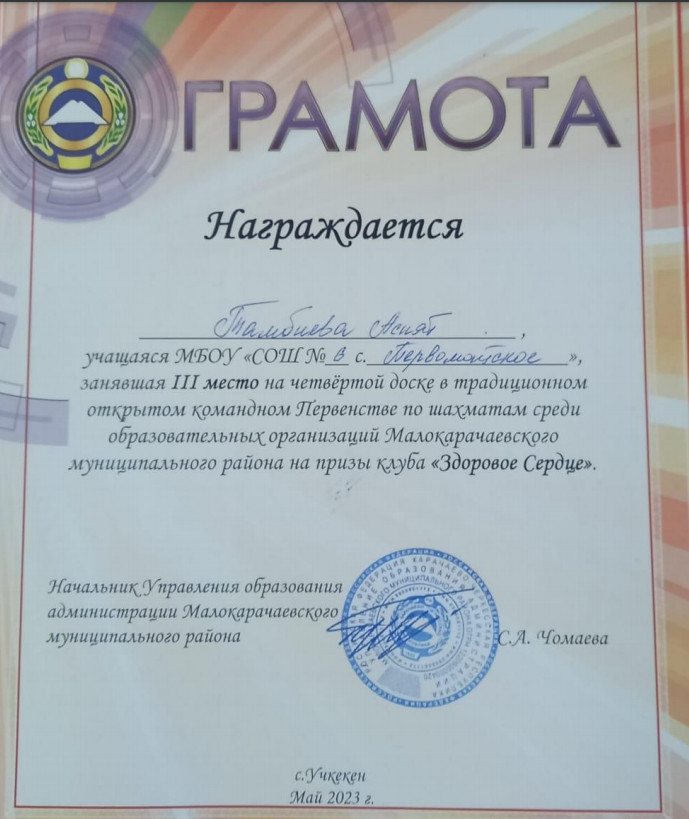 ГРАМОТА
Награждается
Тамбиева Асият,
учащаяся МБОУ «СОШ № с. Первомайское»,
занявшая III место на четвёртой доске в традиционном
открытом командном Первенстве по шахматам среди
образовательных организаций Малокарачаевского
муниципального района на призы клуба «Здоровое Сердце».
Начальник Управления образования
администрации Малокарачаевского
муниципального района
С.А. Чомаева
с.Учкекен
Май 2023 г.